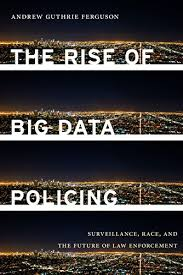 ANDREW GUTHRIE FERGUSON
THE RISE OF
BIG DATA
POLICING
SURVEILLANCE, RACE, AND
THE FUTURE OF LAW ENFORCEMENT